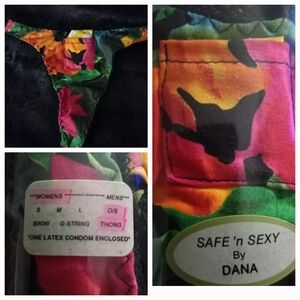 ***WOMENS MENS***
S M L O/S
BIKINI G-STRING THONG
*ONE LATEX CONDOM ENCLOSED*
SAFE 'n SEXY
By
DANA